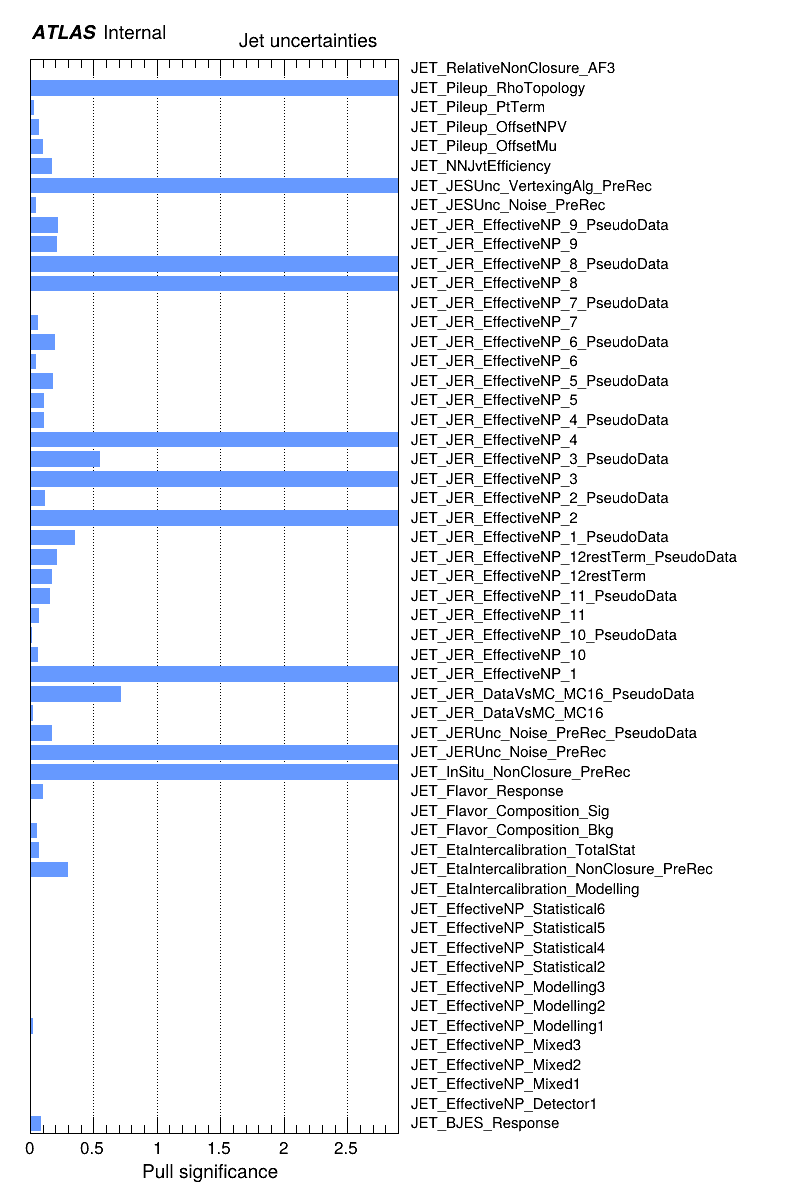 ATLAS Internal
Jet uncertainties
JET_RelativeNonClosure_AF3
JET_Pileup_RhoTopology
JET_Pileup_PtTerm
JET_Pileup_OffsetNPV
JET_Pileup_OffsetMu
JET_NNJvtEfficiency
JET_JESUnc_VertexingAlg_PreRec
JET_JESUnc_Noise_PreRec
JET_JER_EffectiveNP_9_PseudoData
JET_JER_EffectiveNP_9
JET_JER_EffectiveNP_8_PseudoData
JET_JER_EffectiveNP_8
JET_JER_EffectiveNP_7_PseudoData
JET_JER_EffectiveNP_7
JET_JER_EffectiveNP_6_PseudoData
JET_JER_EffectiveNP_6
JET_JER_EffectiveNP_5_PseudoData
JET_JER_EffectiveNP_5
JET_JER_EffectiveNP_4_PseudoData
JET_JER_EffectiveNP_4
JET_JER_EffectiveNP_3_PseudoData
JET_JER_EffectiveNP_3
JET_JER_EffectiveNP_2_PseudoData
JET_JER_EffectiveNP_2
JET_JER_EffectiveNP_1_PseudoData
JET_JER_EffectiveNP_12restTerm_PseudoData
JET_JER_EffectiveNP_12restTerm
JET_JER_EffectiveNP_11_PseudoData
JET_JER_EffectiveNP_11
JET_JER_EffectiveNP_10_PseudoData
JET_JER_EffectiveNP_10
JET_JER_EffectiveNP_1
JET_JER_DataVsMC_MC16_PseudoData
JET_JER_DataVsMC_MC16
JET_JERUnc_Noise_PreRec_PseudoData
JET_JERUnc_Noise_PreRec
JET_InSitu_NonClosure_PreRec
JET_Flavor_Response
JET_Flavor_Composition_Sig
JET_Flavor_Composition_Bkg
JET_EtaIntercalibration_TotalStat
JET_EtaIntercalibration_NonClosure_PreRec
JET_EtaIntercalibration_Modelling
JET_EffectiveNP_Statistical6
JET_EffectiveNP_Statistical5
JET_EffectiveNP_Statistical4
JET_EffectiveNP_Statistical2
JET_EffectiveNP_Modelling3
JET_EffectiveNP_Modelling2
JET_EffectiveNP_Modelling1
JET_EffectiveNP_Mixed3
JET_EffectiveNP_Mixed2
JET_EffectiveNP_Mixed1
JET_EffectiveNP_Detector1
JET_BJES_Response
0 0.5 1 1.5 2 2.5
Pull significance